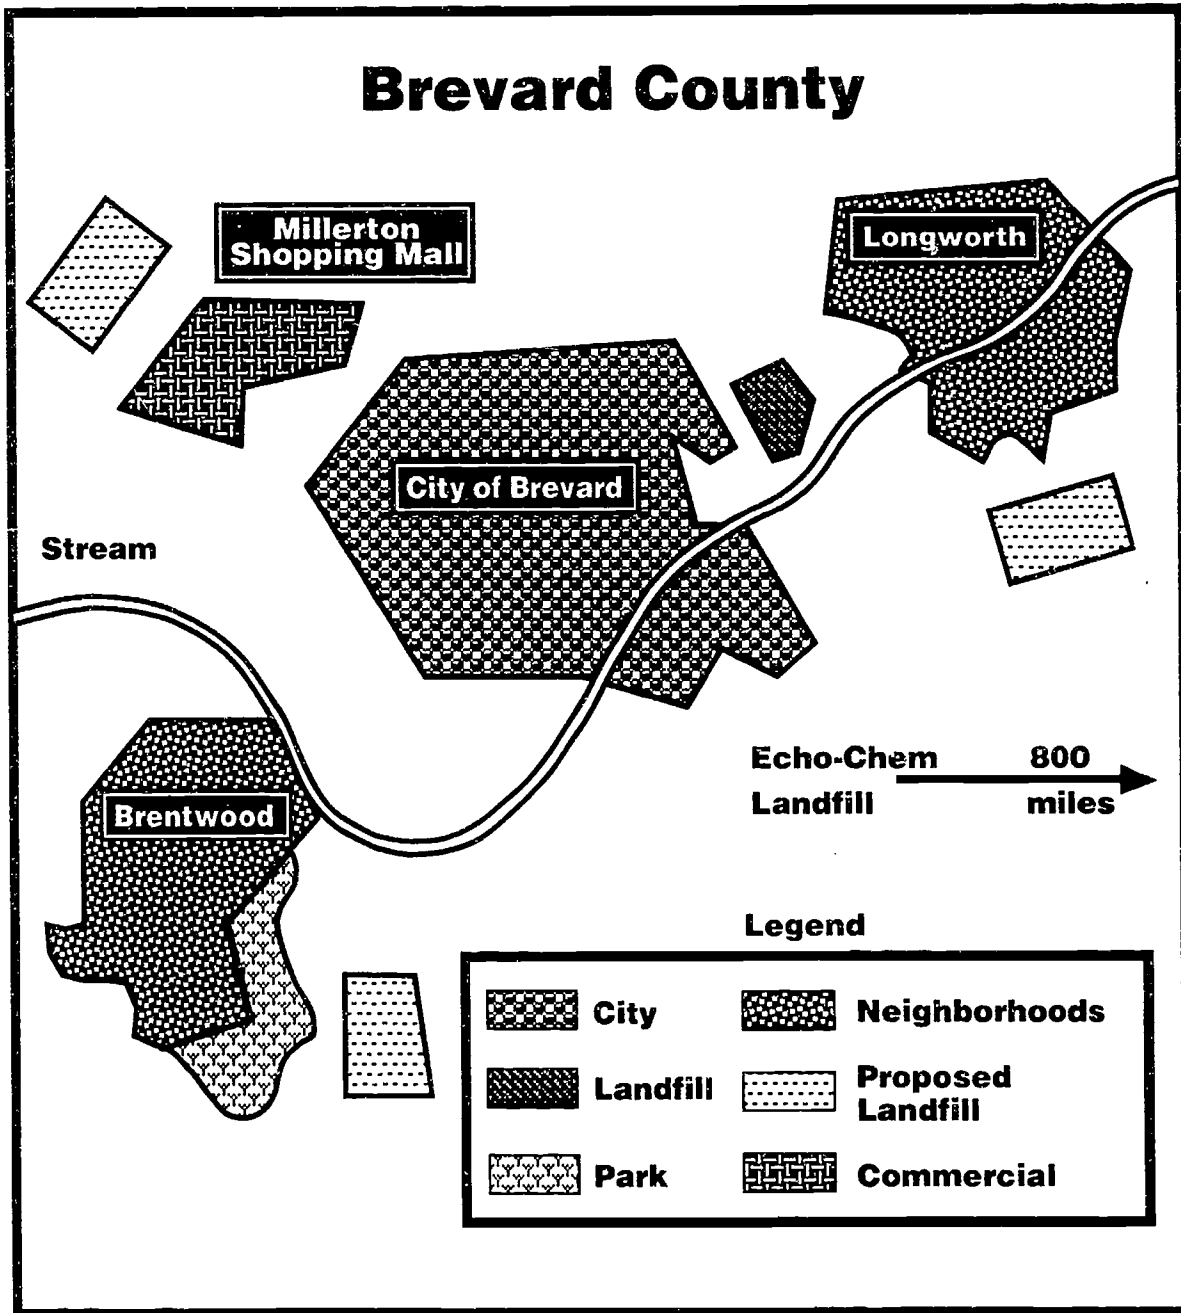 Brevard County
Millerton
Shopping Mall
Longworth
City of Brevard
Stream
Echo-Chem 800
Landfill miles
Brentwood
Legend
City
Neighborhoods
Landfill
Proposed
Landfill
Park
Commercial